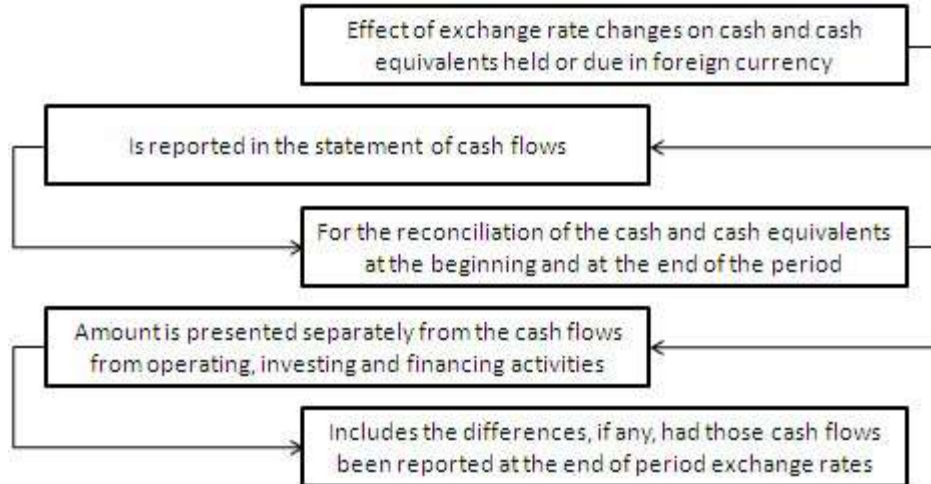 Effect of exchange rate changes on cash and cash
equivalents held or due in foreign currency
Is reported in the statement of cash flows
For the reconciliation of the cash and cash equivalents
at the beginning and at the end of the period
Amount is presented separately from the cash flows
from operating, investing and financing activities
Includes the differences, if any, had those cash flows
been reported at the end of period exchange rates